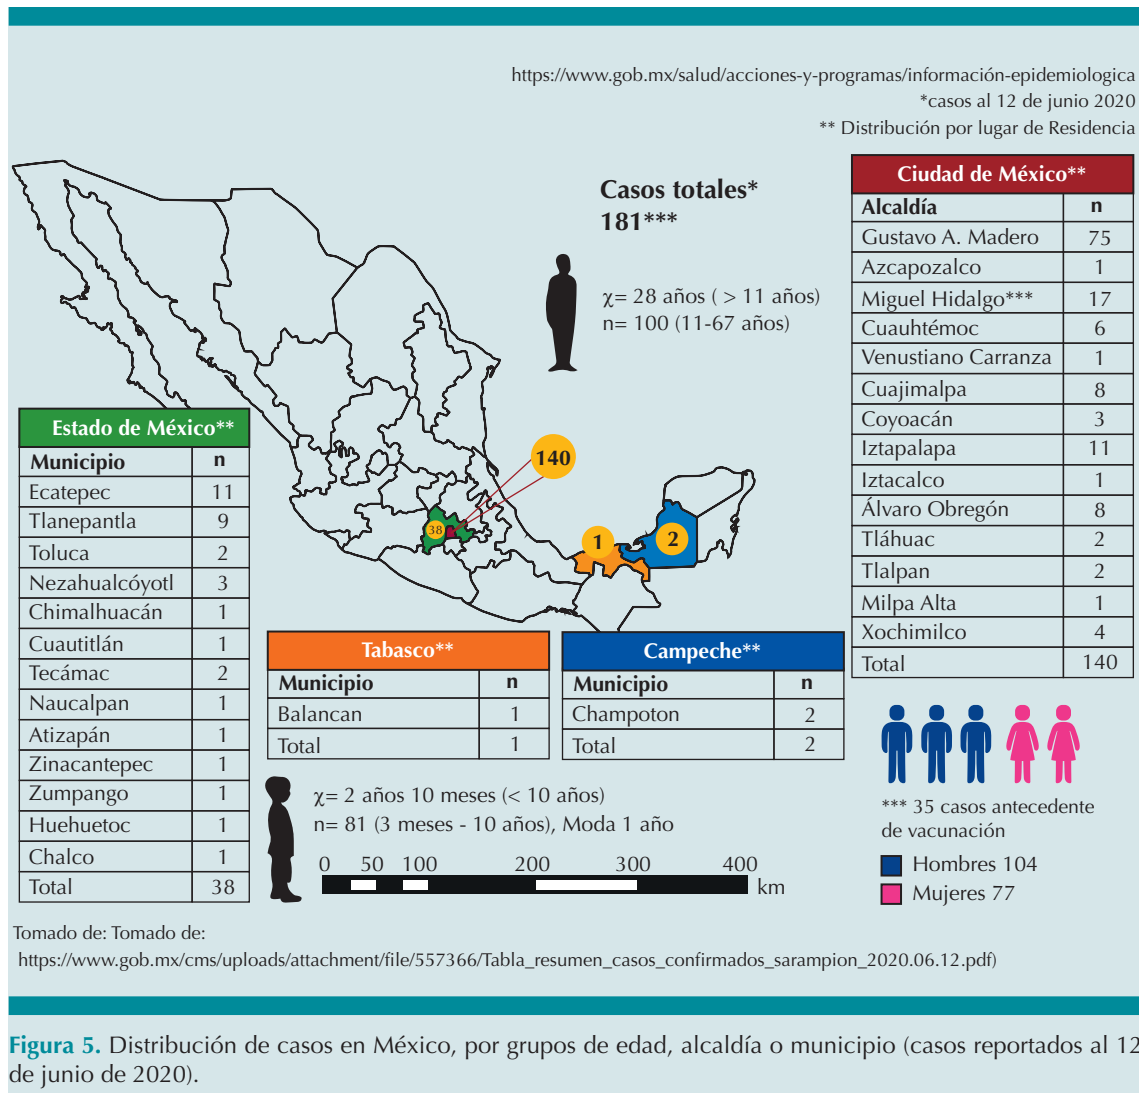 https://www.gob.mx/salud/acciones-y-programas/información-epidemiologica
*casos al 12 de junio 2020
** Distribución por lugar de Residencia
Casos totales*
181***
χ= 28 años ( > 11 años)
n= 100 (11-67 años)
Ciudad de México**
Alcaldía n
Gustavo A. Madero 75
Azcapozalco 1
Miguel Hidalgo*** 17
Cuauhtémoc 6
Venustiano Carranza 1
Cuajimalpa 8
Coyoacán 3
Iztapalapa 11
Iztacalco 1
Álvaro Obregón 8
Tláhuac 2
Tlalpan 2
Milpa Alta 1
Xochimilco 4
Total 140
140
38
1
2
Estado de México**
Municipio n
Ecatepec 11
Tlanepantla 9
Toluca 2
Nezahualcóyotl 3
Chimalhuacán 1
Cuautitlán 1
Tecámac 2
Naucalpan 1
Atizapán 1
Zinacantepec 1
Zumpango 1
Huehuetoc 1
Chalco 1
Total 38
Tabasco**
Municipio n
Balancan 1
Total 1
Campeche**
Municipio n
Champoton 2
Total 2
χ= 2 años 10 meses (< 10 años)
n= 81 (3 meses - 10 años), Moda 1 año
0 50 100 200 300 400
km
*** 35 casos antecedente
de vacunación
Hombres 104
Mujeres 77
Tomado de: Tomado de:
https://www.gob.mx/cms/uploads/attachment/file/557366/Tabla_resumen_casos_confirmados_sarampion_2020.06.12.pdf)
Figura 5. Distribución de casos en México, por grupos de edad, alcaldía o municipio (casos reportados al 12
de junio de 2020).